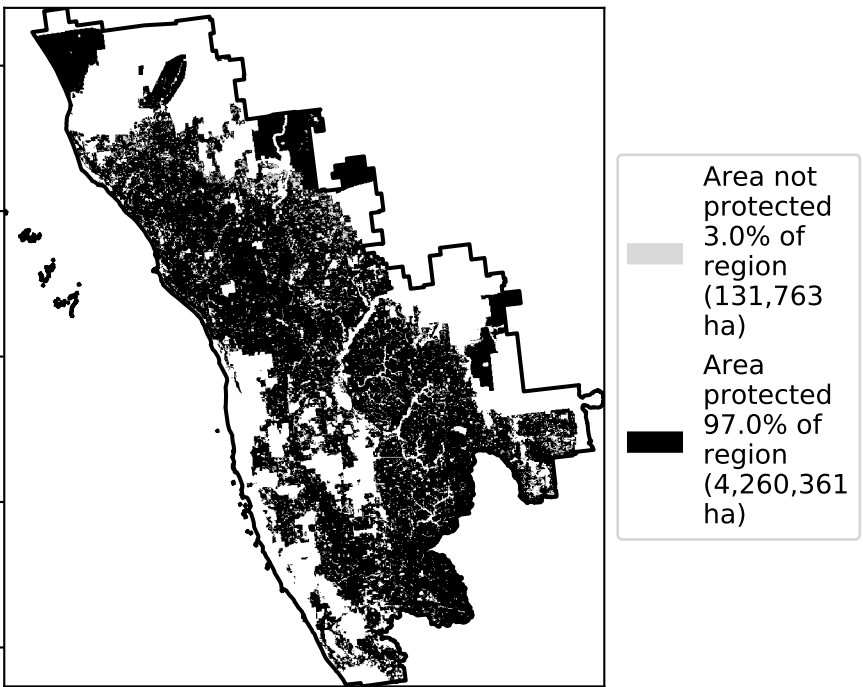 Area not
protected
3.0% of
region
(131,763
ha)
Area
protected
97.0% of
region
(4,260,361
ha)